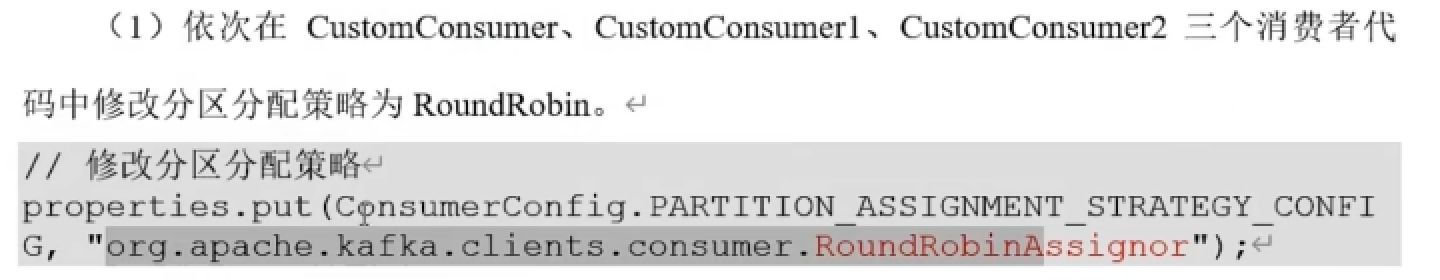 （1）依次在 CustomConsumer、CustomConsumer1、CustomConsumer2 三个消费者代
码中修改分区分配策略为 RoundRobin。↵
// 修改分区分配策略↵
properties.put(ConsumerConfig.PARTITION_ASSIGNMENT_STRATEGY_CONFI
G, "org.apache.kafka.clients.consumer.RoundRobinAssignor");↵